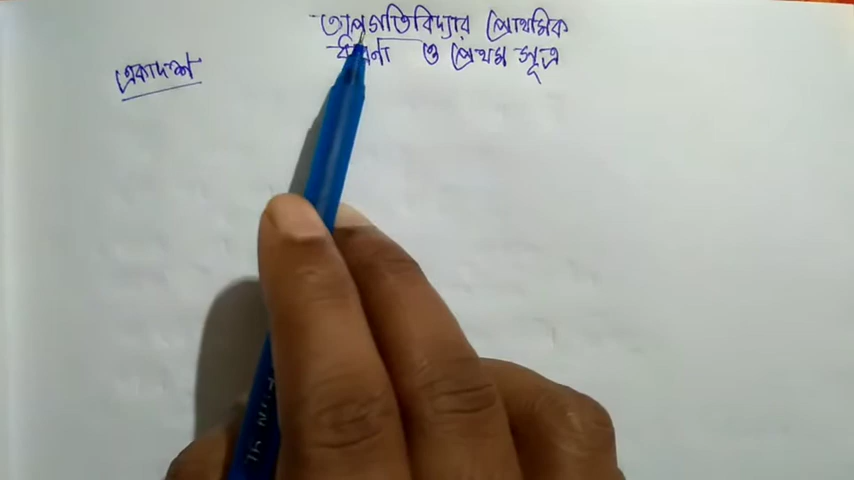 তাপগতিবিদ্যার প্রাথমিক
ও প্রথম সূত্র
একাদশ